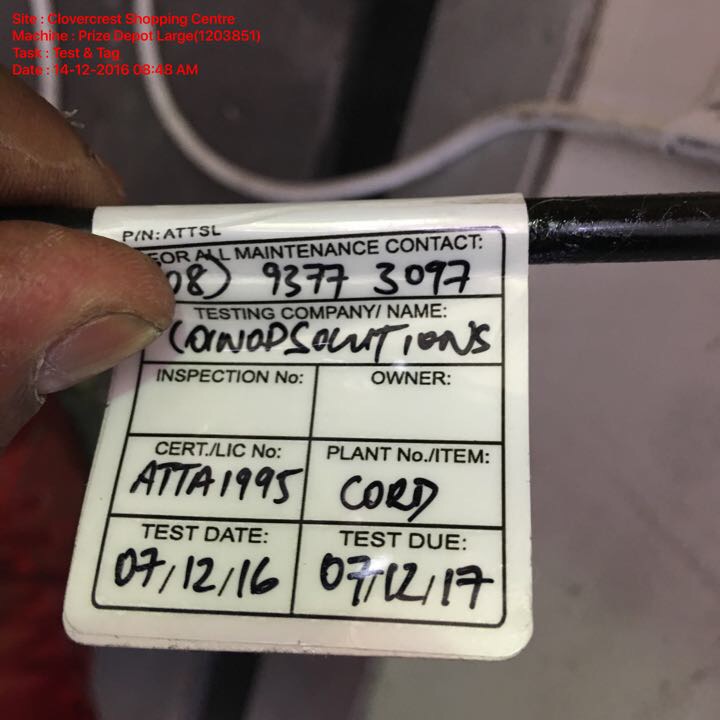 Site : Clovercrest Shopping Centre
Machine : Prize Depot Large(1203851)
Task : Test & Tag
Date : 14-12-2016 08:48 AM
P/N: ATTSL
FOR ALL MAINTENANCE CONTACT:
08) 9377 3097
TESTING COMPANY/ NAME:
COINOPSOLUTIONS
INSPECTION No: OWNER:
CERT./LIC No: PLANT No./ITEM:
ATTA1995 CORD
TEST DATE: TEST DUE:
07/12/16 07/12/17